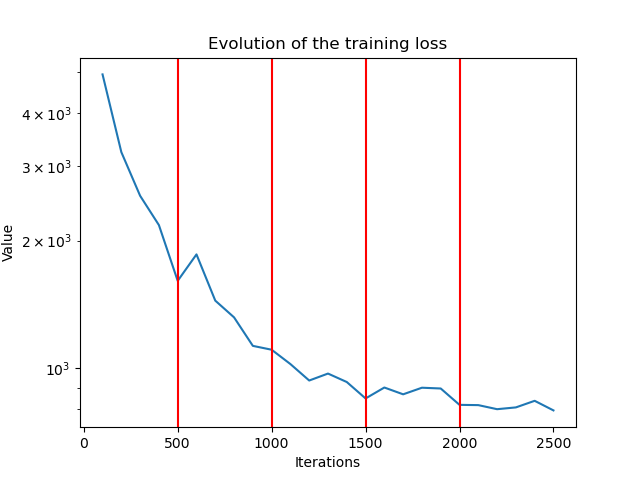 Evolution of the training loss
Value
4 × 10³
3 × 10³
2 × 10³
10³
0 500 1000 1500 2000 2500
Iterations